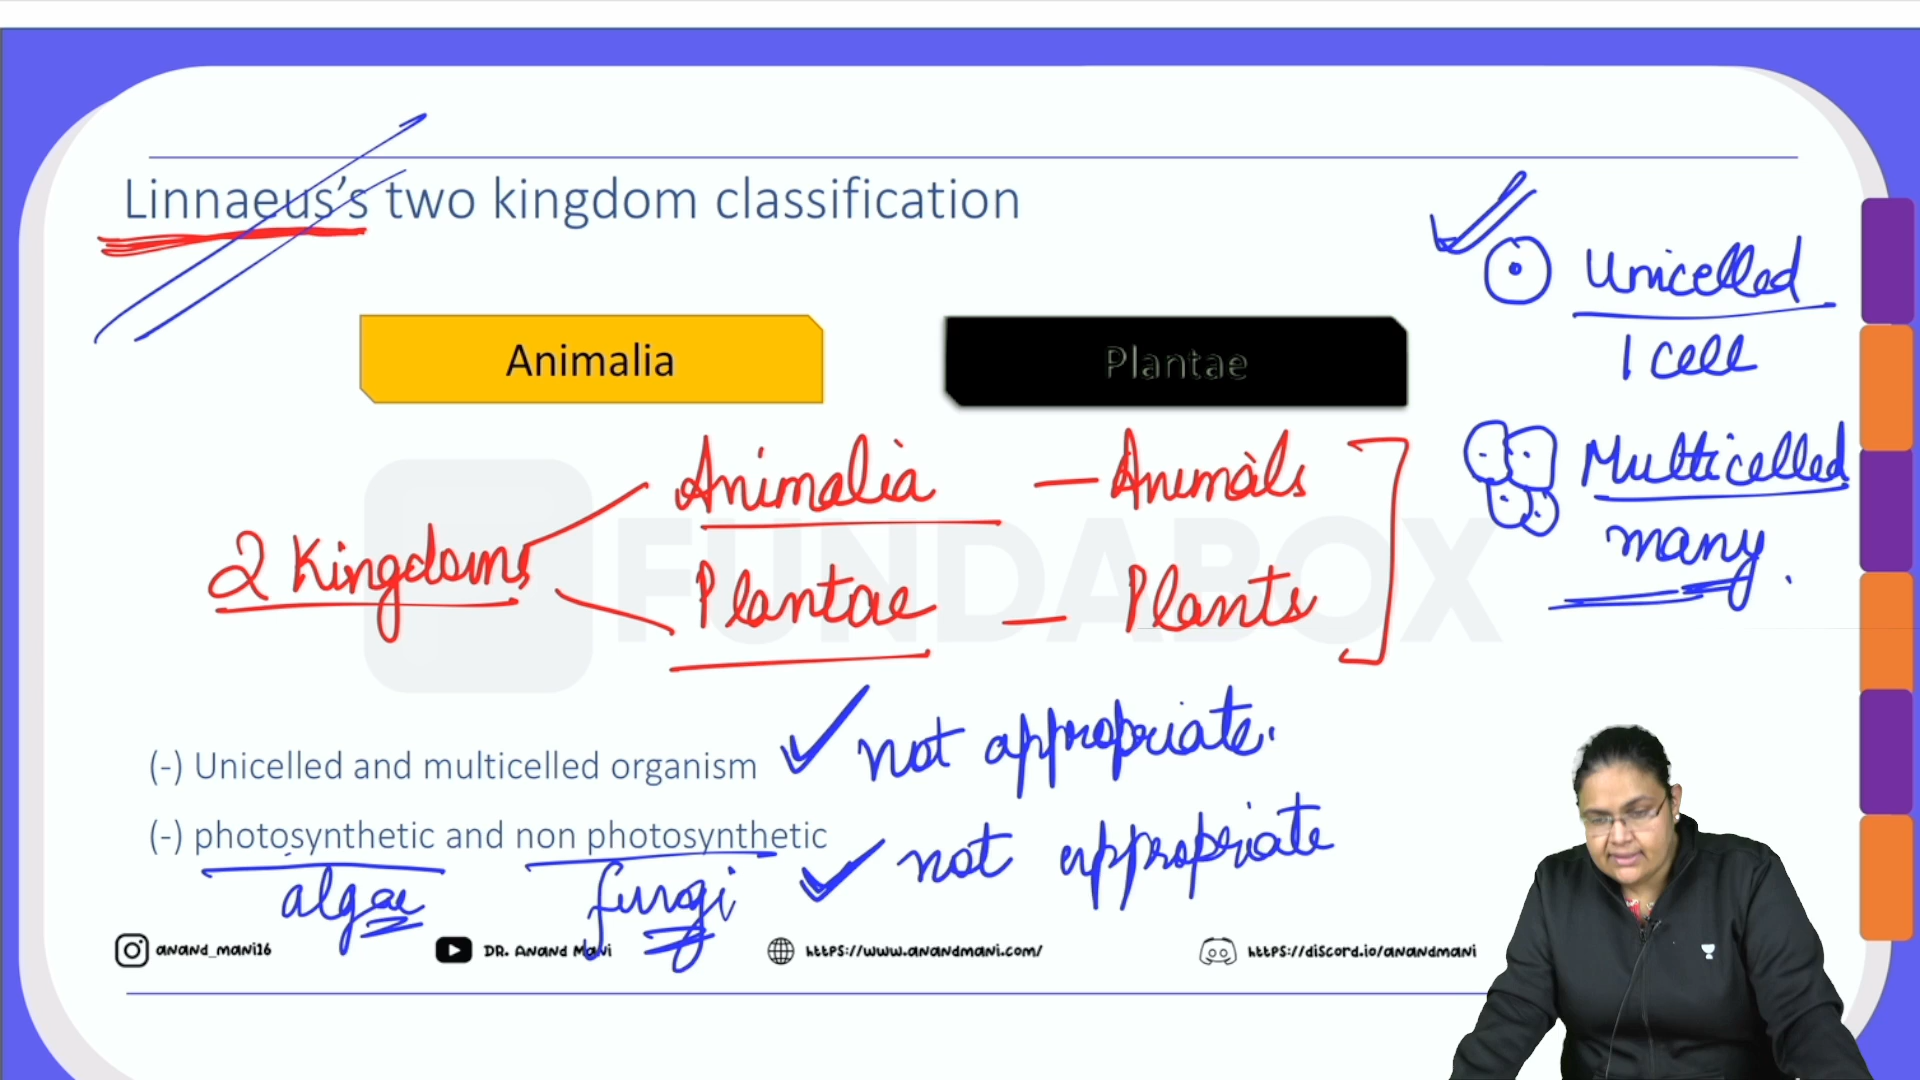 Linnaeus's two kingdom classification
Unicelled
1 cell
Animalia
Plantae
Multicelled
many
2 Kingdoms
Animalia — Animals
Plantae — Plants
FUNDABOX
(-) Unicelled and multicelled organism
not appropriate.
(-) photosynthetic and non photosynthetic
not appropriate
algae
fungi
anand_mani26
DR. Anand Mani
https://www.anandmani.com/
https://discord.io/anandmani